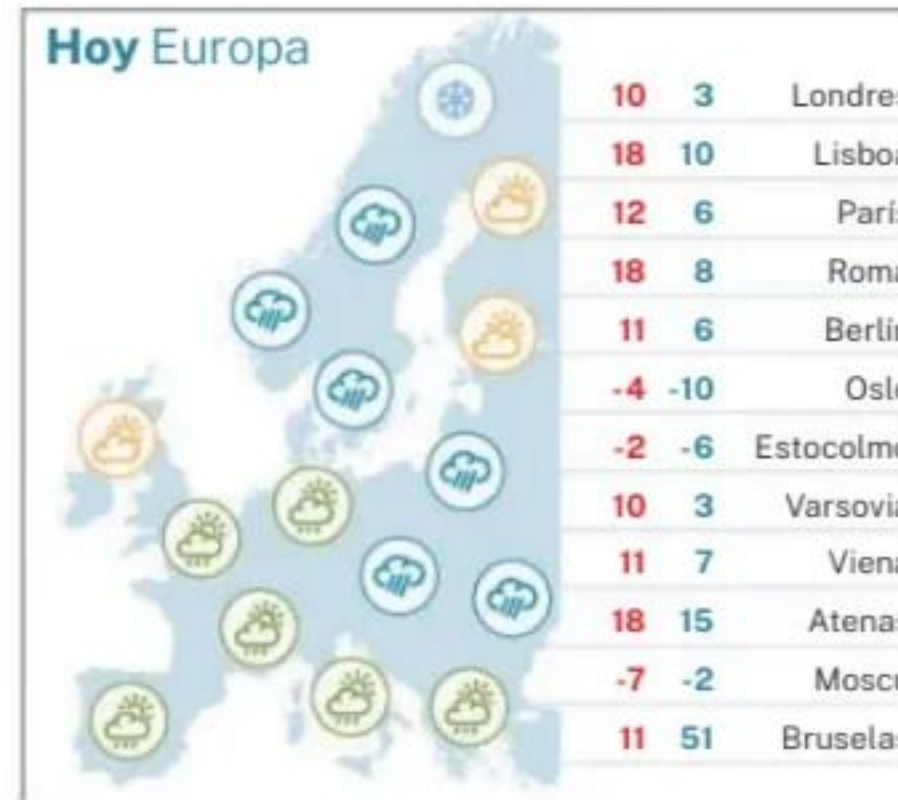 Hoy Europa
10 3 Londres
18 10 Lisboa
12 6 París
18 8 Roma
11 6 Berlín
-4 -10 Oslo
-2 -6 Estocolmo
10 3 Varsovia
11 7 Viena
18 15 Atenas
-7 -2 Moscú
11 51 Bruselas